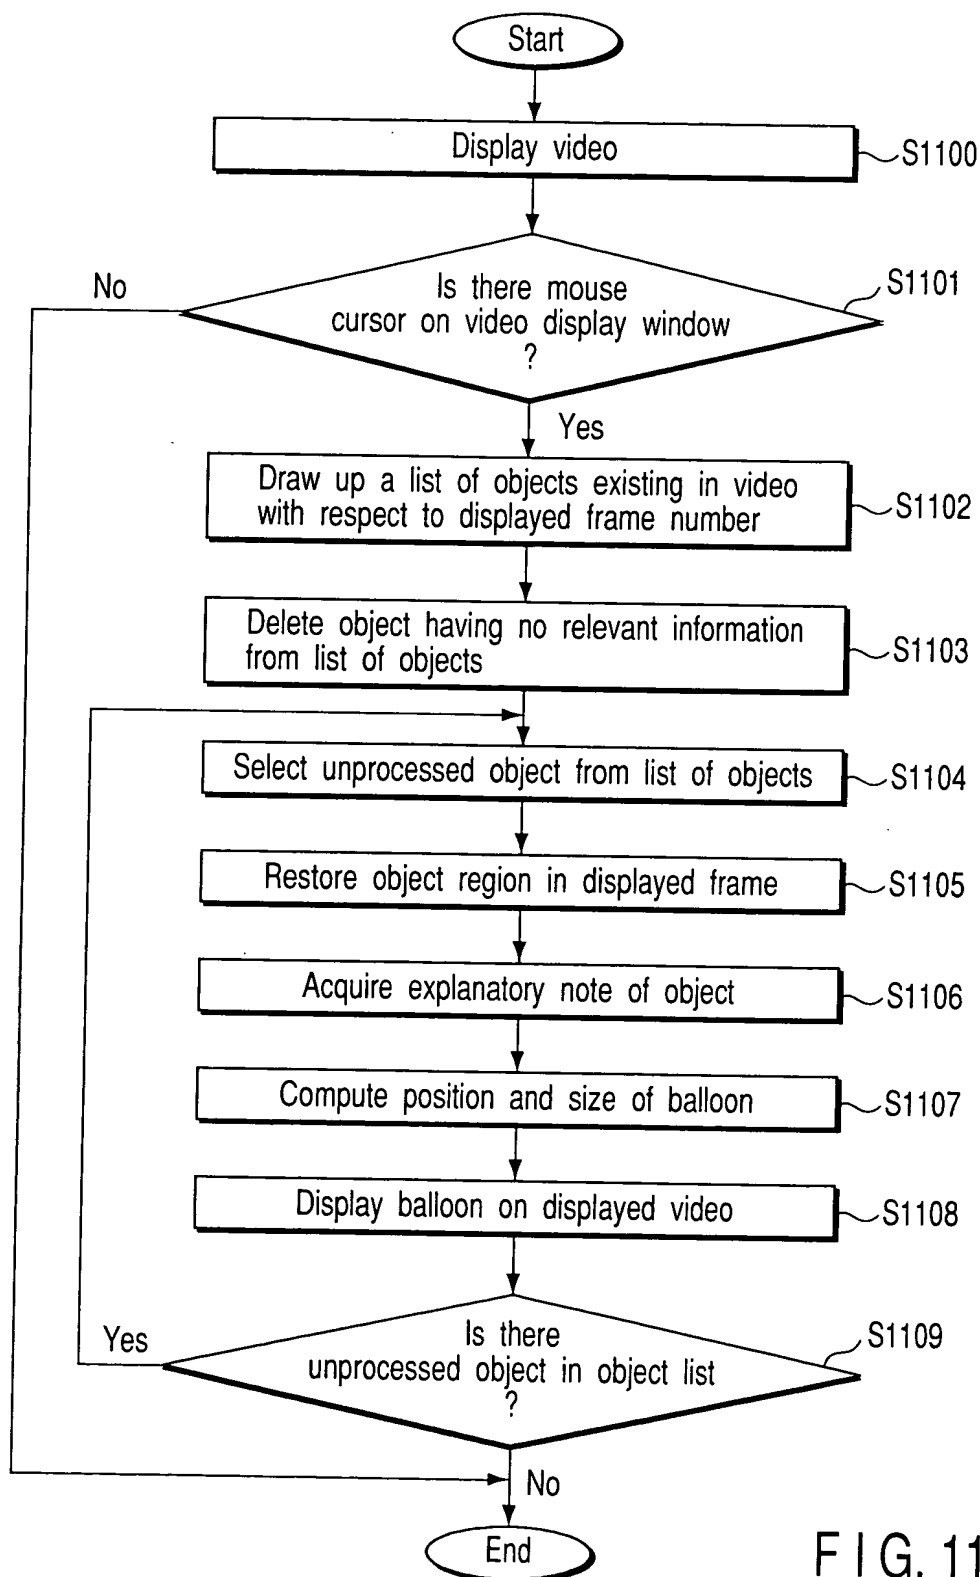 Start
Display video
S1100
Is there mouse
cursor on video display window
?
S1101
No
Yes
Draw up a list of objects existing in video
with respect to displayed frame number
S1102
Delete object having no relevant information
from list of objects
S1103
Select unprocessed object from list of objects
S1104
Restore object region in displayed frame
S1105
Acquire explanatory note of object
S1106
Compute position and size of balloon
S1107
Display balloon on displayed video
S1108
Is there
unprocessed object in object list
?
S1109
Yes
No
End
FIG. 11